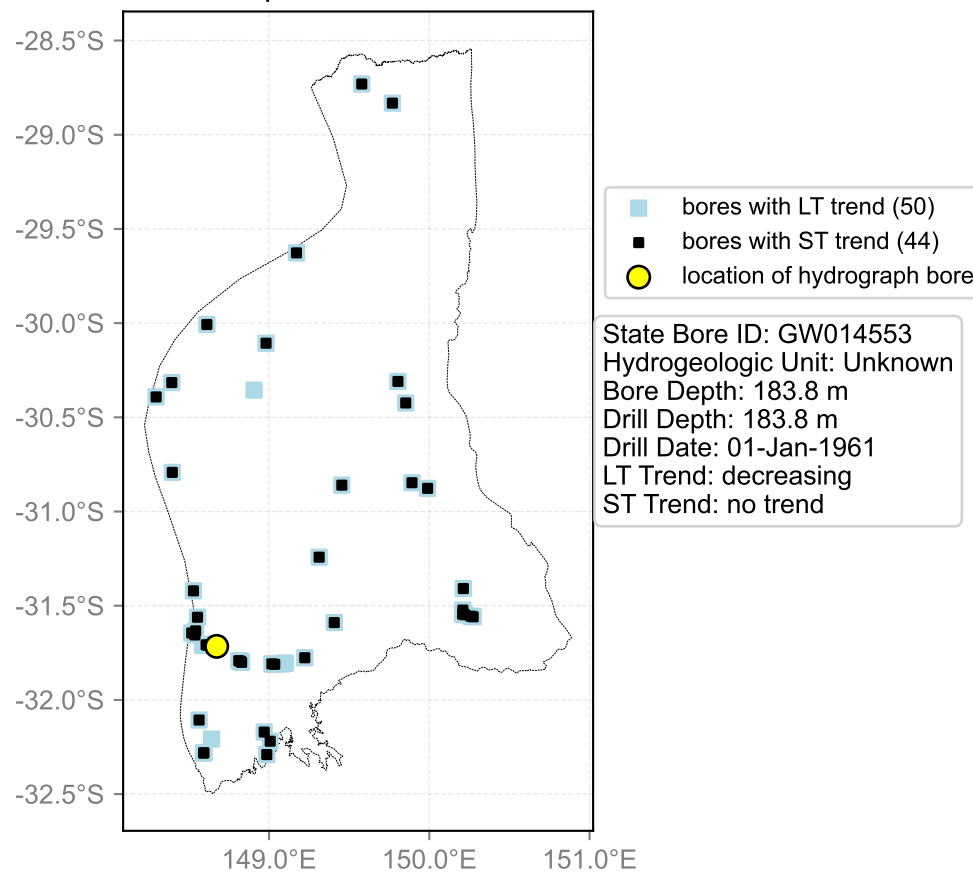 -28.5°S
-29.0°S
-29.5°S
-30.0°S
-30.5°S
-31.0°S
-31.5°S
-32.0°S
-32.5°S
149.0°E
150.0°E
151.0°E
bores with LT trend (50)
bores with ST trend (44)
location of hydrograph bore
State Bore ID: GW014553
Hydrogeologic Unit: Unknown
Bore Depth: 183.8 m
Drill Depth: 183.8 m
Drill Date: 01-Jan-1961
LT Trend: decreasing
ST Trend: no trend